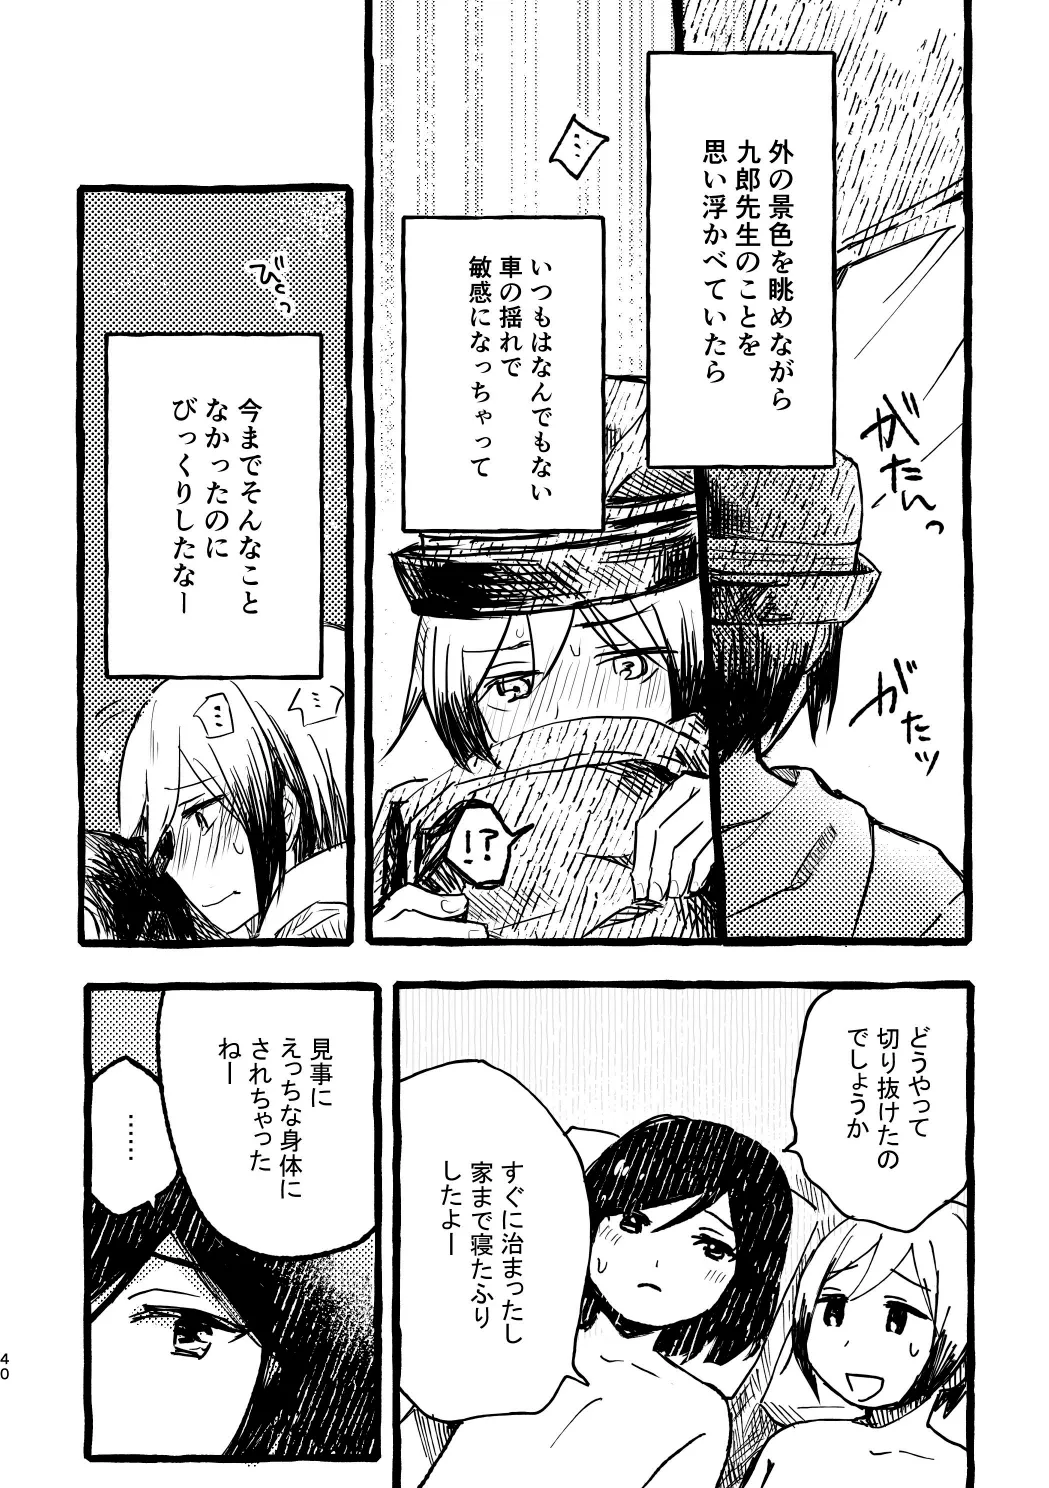 外の景色を眺めながら
九郎先生のことを
思い浮かべていたら
がたんっ
がたッ
いつもはなんでもない
車の揺れで
敏感になっちゃって
!?
びくっ
今までそんなこと
なかったのに
びっくりしたなー
どうやって
切り抜けたの
でしょうか
すぐに治まったし
家まで寝たふり
したよー
見事に
えっちな身体に
されちゃった
ねー
……
40